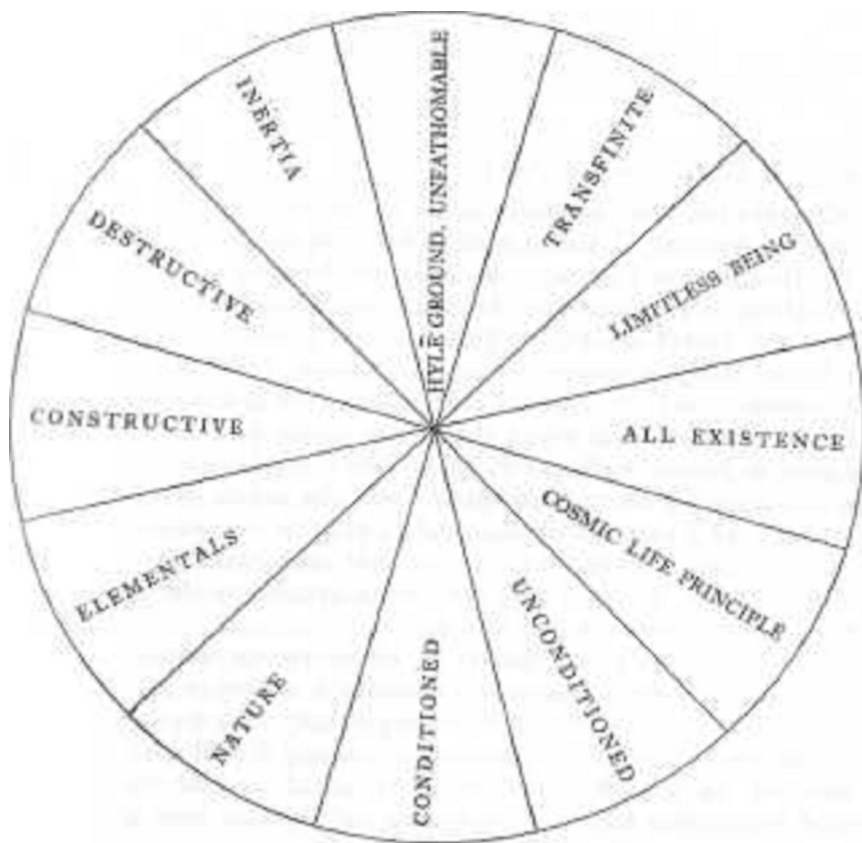 HYLE GROUND, UNFATHOMABLE
TRANSFINITE
LIMITLESS BEING
ALL EXISTENCE
COSMIC LIFE PRINCIPLE
UNCONDITIONED
CONDITIONED
NATURE
ELEMENTALS
CONSTRUCTIVE
DESTRUCTIVE
INERTIA